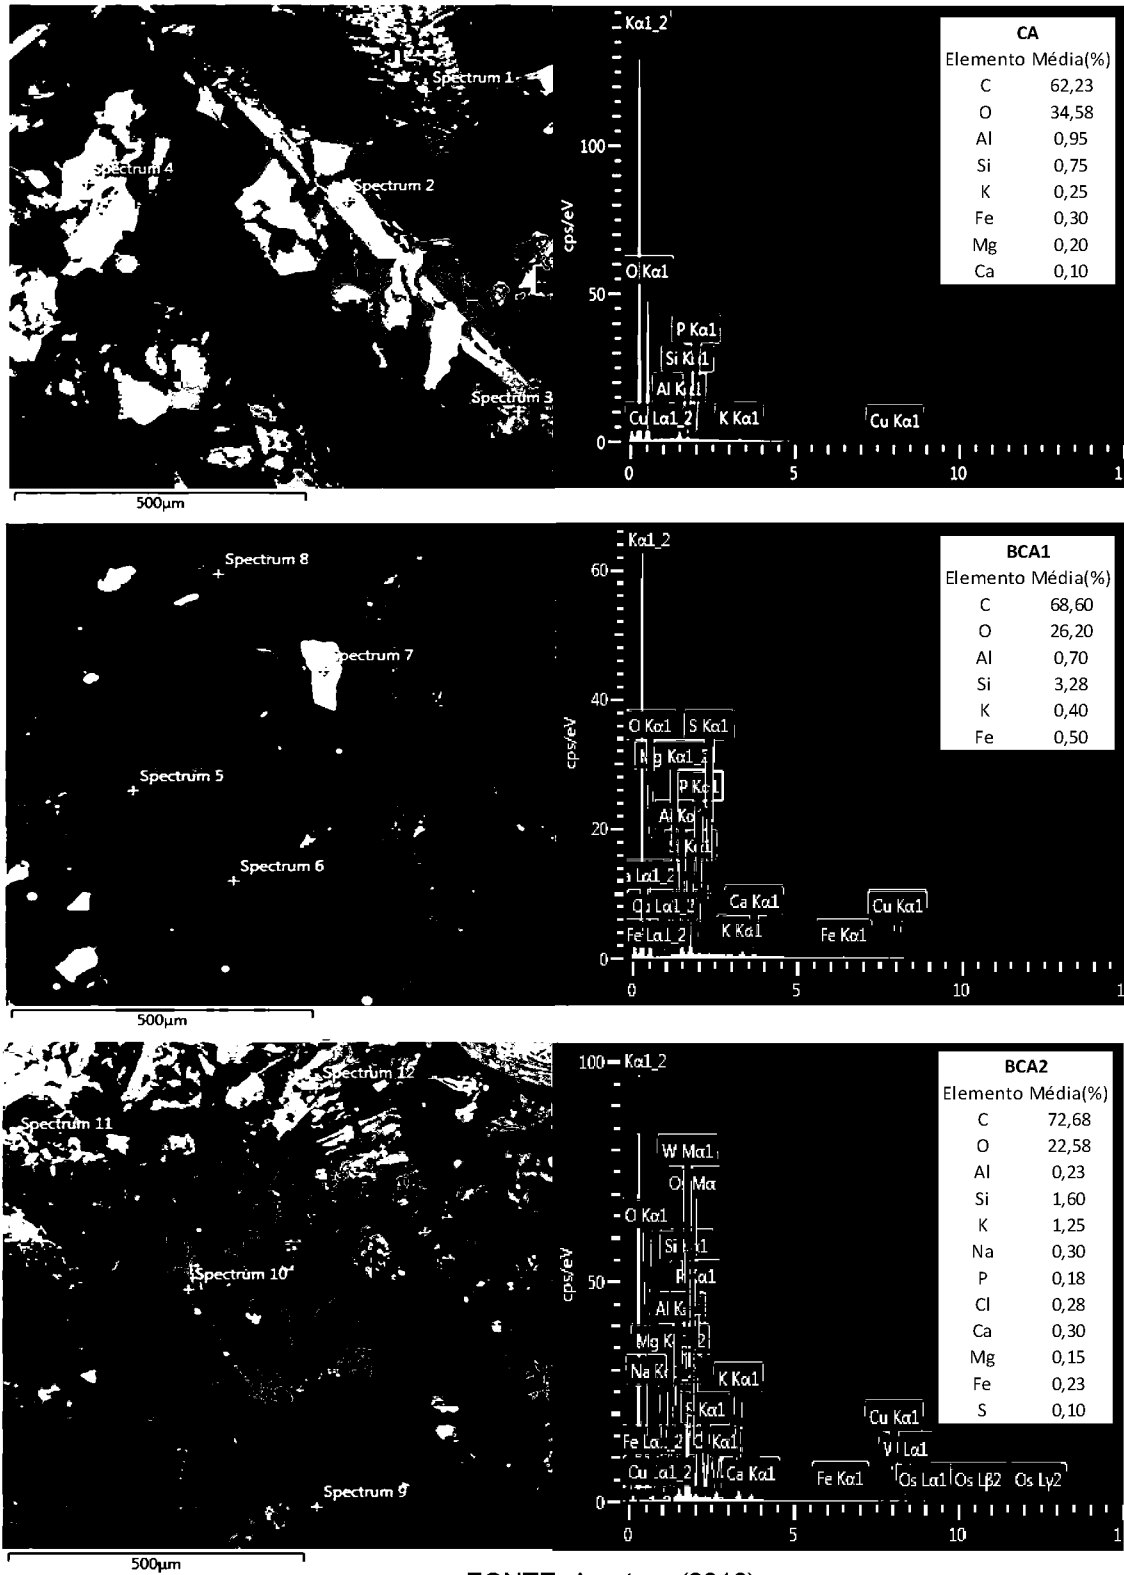 Spectrum 1
Spectrum 4
Spectrum 2
Spectrum 3
500µm
Kα1_2
100
50
0
cps/eV
O Kα1
P Kα1
Al
Cu Lα1_2
K Kα1
Cu Kα1
0 5 10
CA
Elemento Média(%)
C 62,23
O 34,58
Al 0,95
Si 0,75
K 0,25
Fe 0,30
Mg 0,20
Ca 0,10
Spectrum 8
Spectrum 7
Spectrum 5
Spectrum 6
500µm
Kα1_2
60
40
20
0
cps/eV
O Kα1 S Kα1
Kα1_2
P Kα1
Lα1_2
Lα1_2 Ca Kα1 Cu Kα1
Fe Lα1_2 K Kα1 Fe Kα1
0 5 10
BCA1
Elemento Média(%)
C 68,60
O 26,20
Al 0,70
Si 3,28
K 0,40
Fe 0,50
Spectrum 12
Spectrum 11
Spectrum 10
Spectrum 9
500µm
Kα1_2
100
50
0
cps/eV
W Mα1
O Kα1
Si
Al
K Kα1
Kα1 Cu Kα1
Kα1 Lα1
Ca Kα1 Fe Kα1 Os Lα1 Os Lβ2 Os Lγ2
0 5 10
BCA2
Elemento Média(%)
C 72,68
O 22,58
Al 0,23
Si 1,60
K 1,25
Na 0,30
P 0,18
Cl 0,28
Ca 0,30
Mg 0,15
Fe 0,23
S 0,10